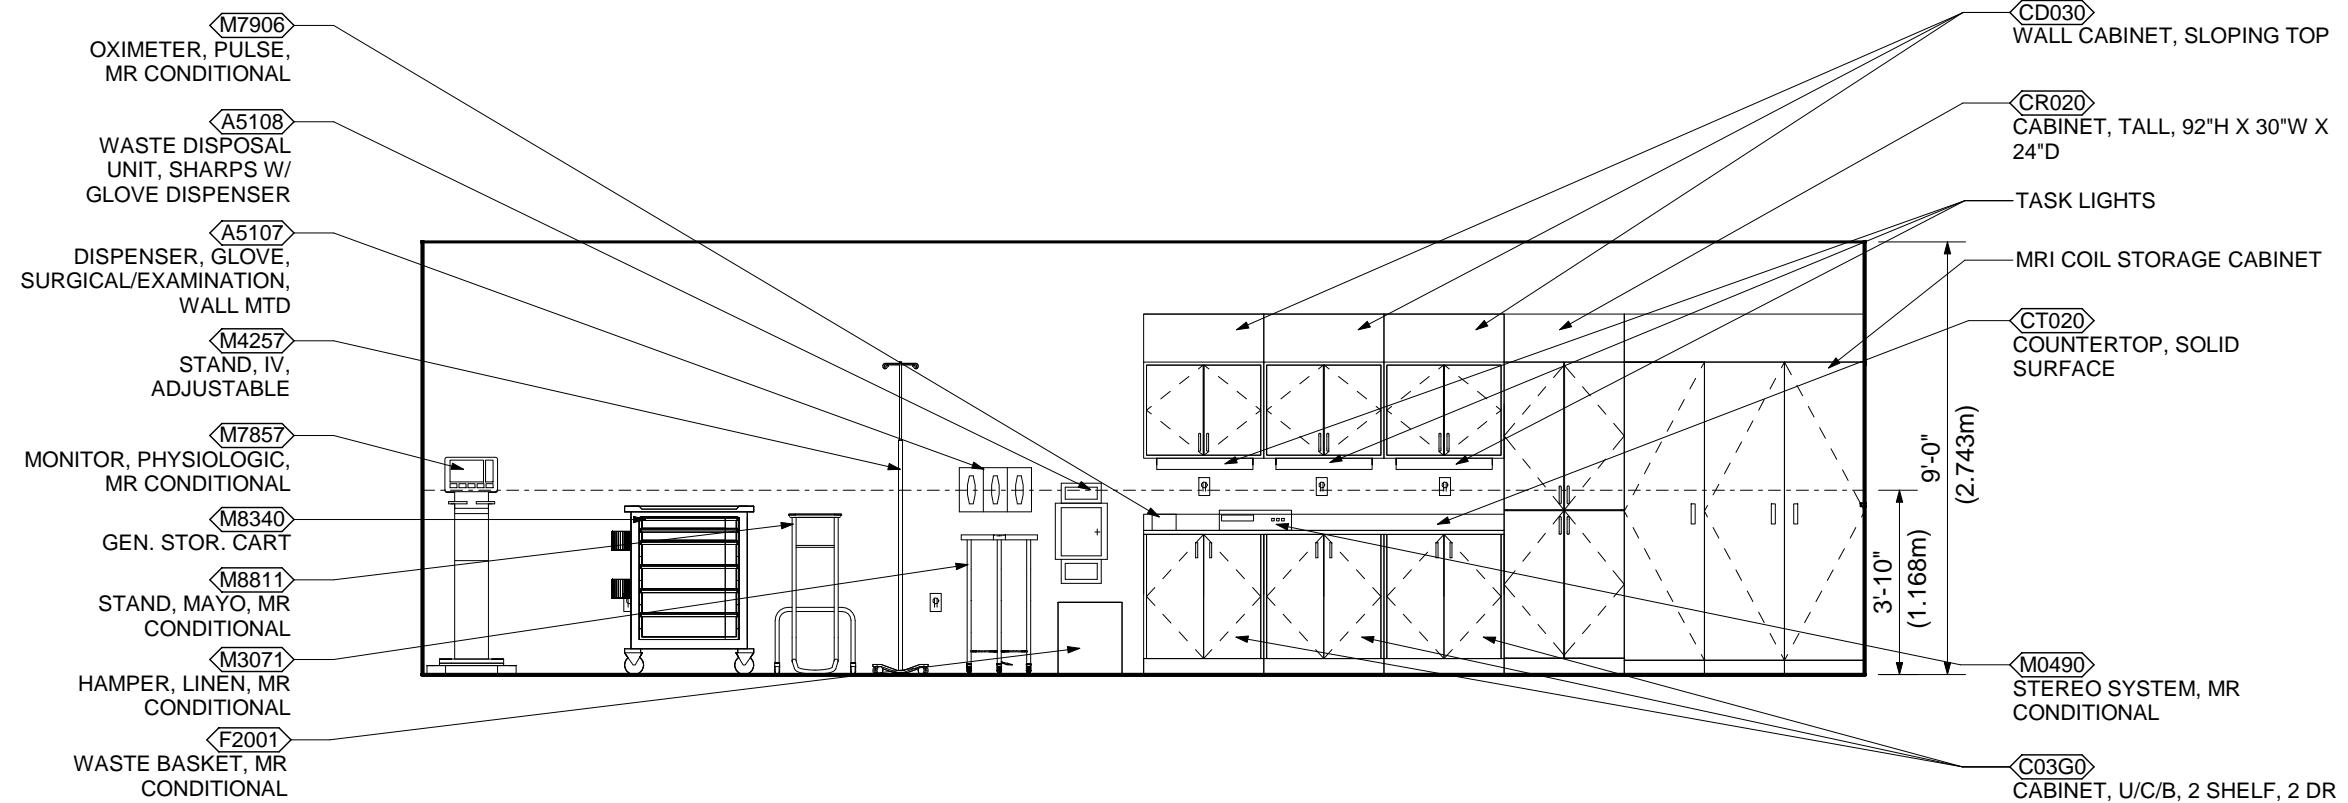 M7906
OXIMETER, PULSE,
MR CONDITIONAL
A5108
WASTE DISPOSAL
UNIT, SHARPS W/
GLOVE DISPENSER
A5107
DISPENSER, GLOVE,
SURGICAL/EXAMINATION,
WALL MTD
M4257
STAND, IV,
ADJUSTABLE
M7857
MONITOR, PHYSIOLOGIC,
MR CONDITIONAL
M8340
GEN. STOR. CART
M8811
STAND, MAYO, MR
CONDITIONAL
M3071
HAMPER, LINEN, MR
CONDITIONAL
F2001
WASTE BASKET, MR
CONDITIONAL
CD030
WALL CABINET, SLOPING TOP
CR020
CABINET, TALL, 92"H X 30"W X
24"D
TASK LIGHTS
MRI COIL STORAGE CABINET
CT020
COUNTERTOP, SOLID
SURFACE
9'-0"
(2.743m)
3'-10"
(1.168m)
M0490
STEREO SYSTEM, MR
CONDITIONAL
C03G0
CABINET, U/C/B, 2 SHELF, 2 DR